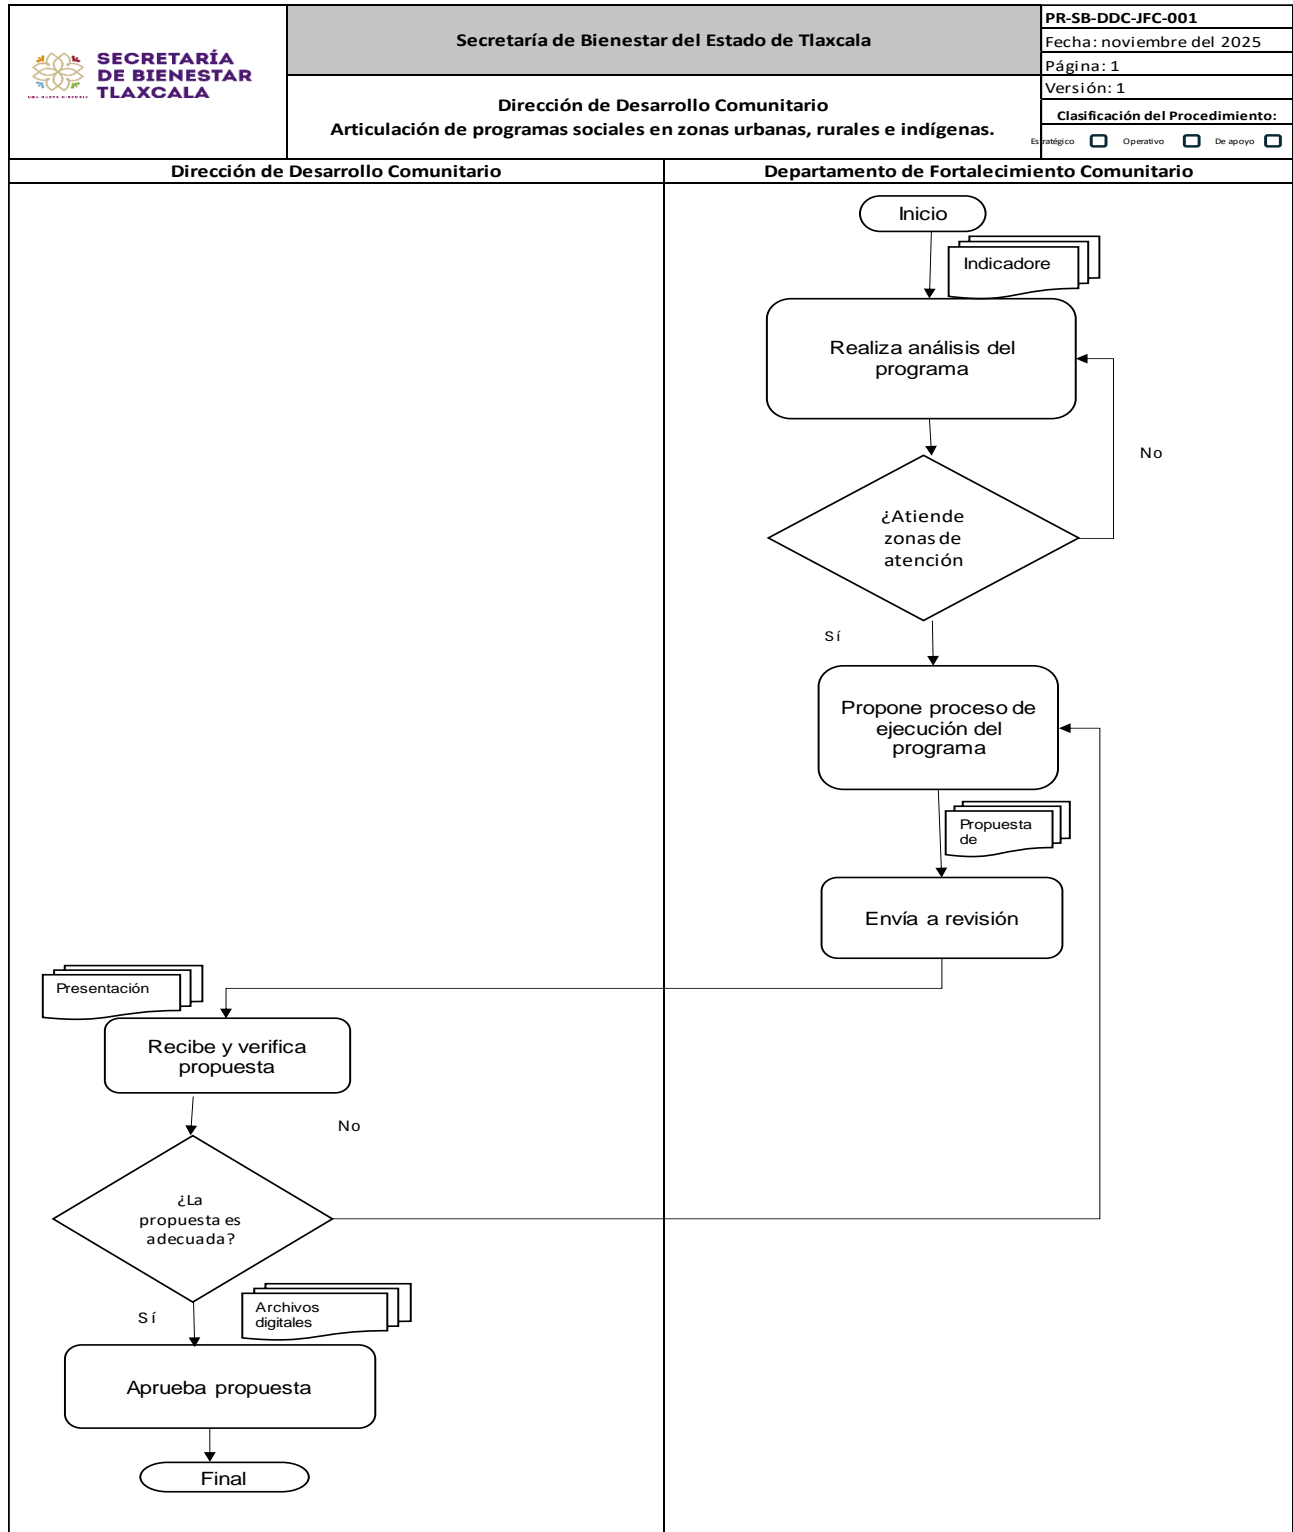 SECRETARÍA
DE BIENESTAR
TLAXCALA
UNA NUEVA HISTORIA
Secretaría de Bienestar del Estado de Tlaxcala
Dirección de Desarrollo Comunitario
Articulación de programas sociales en zonas urbanas, rurales e indígenas.
PR-SB-DDC-JFC-001
Fecha: noviembre del 2025
Página: 1
Versión: 1
Clasificación del Procedimiento:
Estratégico Operativo De apoyo
Dirección de Desarrollo Comunitario
Departamento de Fortalecimiento Comunitario
Inicio
Indicadore
Realiza análisis del
programa
No
¿Atiende
zonas de
atención
Sí
Propone proceso de
ejecución del
programa
Propuesta
de
Envía a revisión
Presentación
Recibe y verifica
propuesta
No
¿La
propuesta es
adecuada?
Sí
Archivos
digitales
Aprueba propuesta
Final